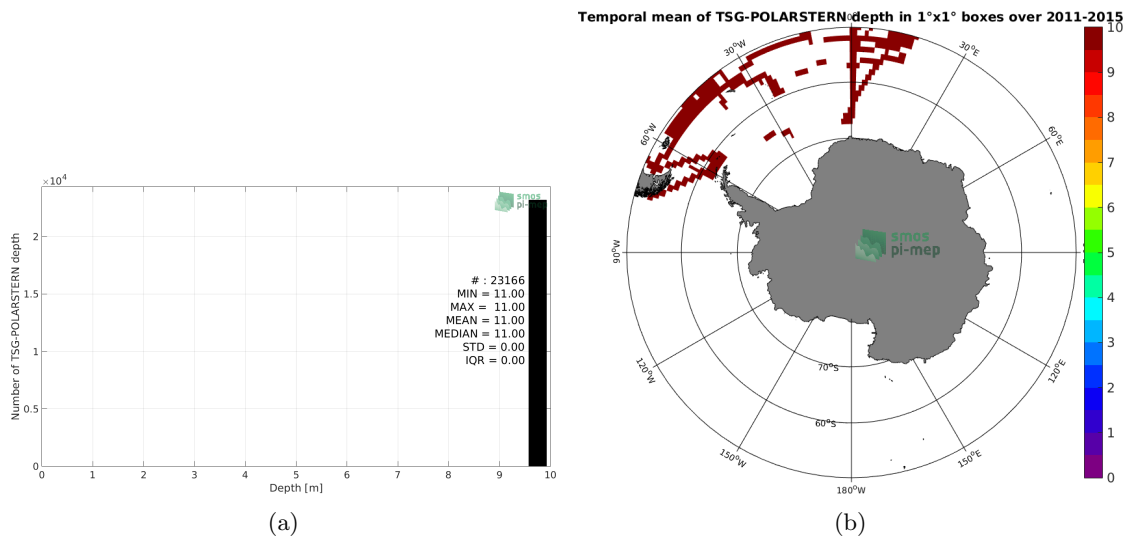 Temporal mean of TSG-POLARSTERN depth in 1°x1° boxes over 2011-2015
×10⁴
2
1.5
1
0.5
0
Number of TSG-POLARSTERN depth
smos
pi-mep
# : 23166
MIN = 11.00
MAX = 11.00
MEAN = 11.00
MEDIAN = 11.00
STD = 0.00
IQR = 0.00
0 1 2 3 4 5 6 7 8 9 10
Depth [m]
(a)
0°
30°W
30°E
60°W
60°E
90°W
smos
pi-mep
120°W
120°E
70°S
60°S
150°W
150°E
180°W
10
9
8
7
6
5
4
3
2
1
0
(b)